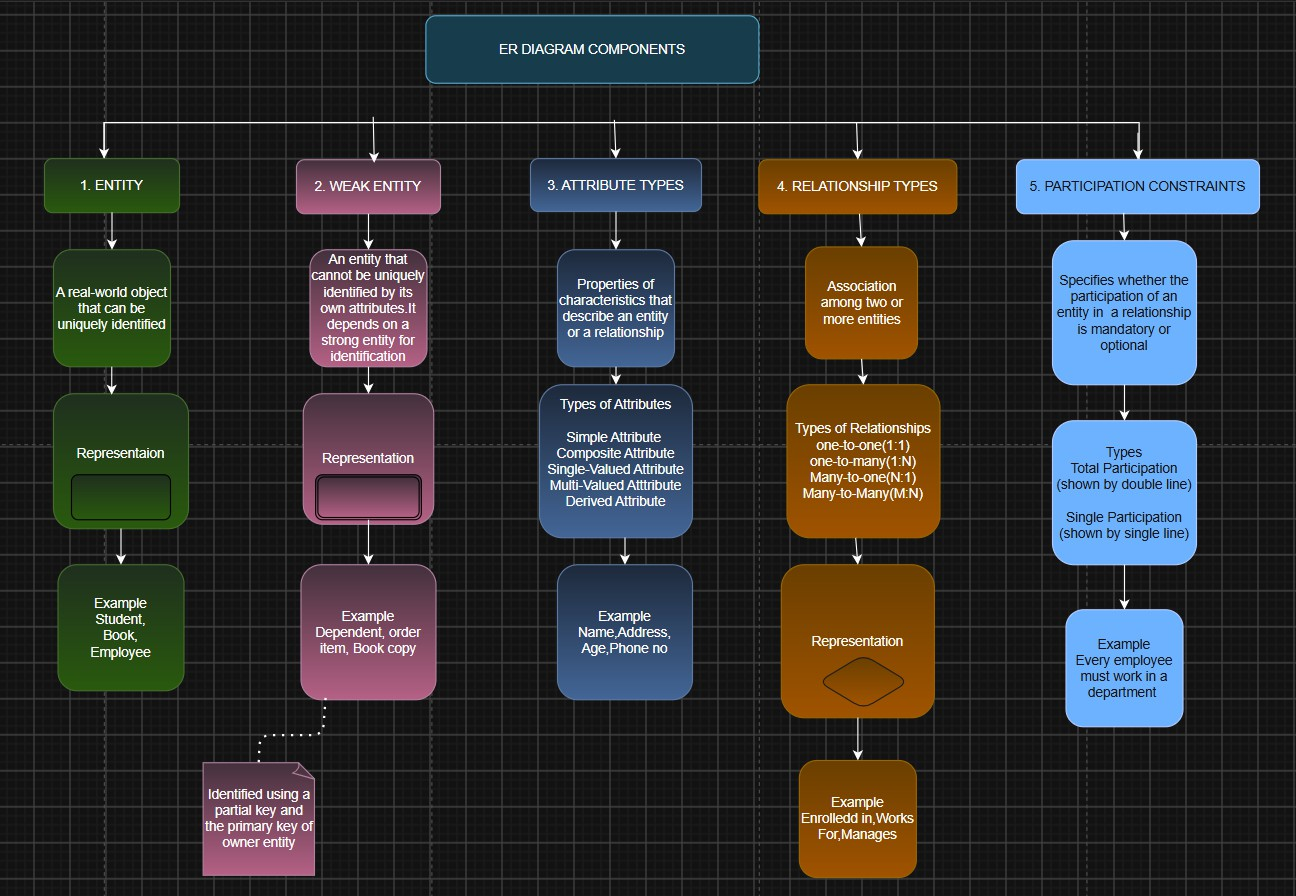 ER DIAGRAM COMPONENTS
1. ENTITY
A real-world object
that can be
uniquely identified
Representaion
Example
Student,
Book,
Employee
2. WEAK ENTITY
An entity that
cannot be uniquely
identified by its
own attributes.It
depends on a
strong entity for
identification
Representation
Example
Dependent, order
item, Book copy
Identified using a
partial key and
the primary key of
owner entity
3. ATTRIBUTE TYPES
Properties of
characteristics that
describe an entity
or a relationship
Types of Attributes
Simple Attribute
Composite Attribute
Single-Valued Attribute
Multi-Valued Atttribute
Derived Attribute
Example
Name,Address,
Age,Phone no
4. RELATIONSHIP TYPES
Association
among two or
more entities
Types of Relationships
one-to-one(1:1)
one-to-many(1:N)
Many-to-one(N:1)
Many-to-Many(M:N)
Representation
Example
Enrolledd in,Works
For,Manages
5. PARTICIPATION CONSTRAINTS
Specifies whether the
participation of an
entity in  a relationship
is mandatory or
optional
Types
Total Participation
(shown by double line)
Single Participation
(shown by single line)
Example
Every employee
must work in a
department